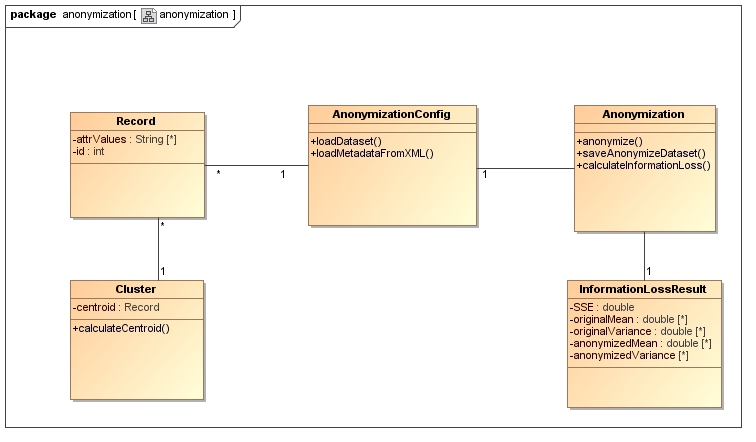 package anonymization [ anonymization ]
Record
-attrValues : String [*]
-id : int
AnonymizationConfig
+loadDataset()
+loadMetadataFromXML()
Anonymization
+anonymize()
+saveAnonymizeDataset()
+calculateInformationLoss()
*
1
1
*
1
1
Cluster
-centroid : Record
+calculateCentroid()
InformationLossResult
-SSE : double
-originalMean : double [*]
-originalVariance : double [*]
-anonymizedMean : double [*]
-anonymizedVariance [*]